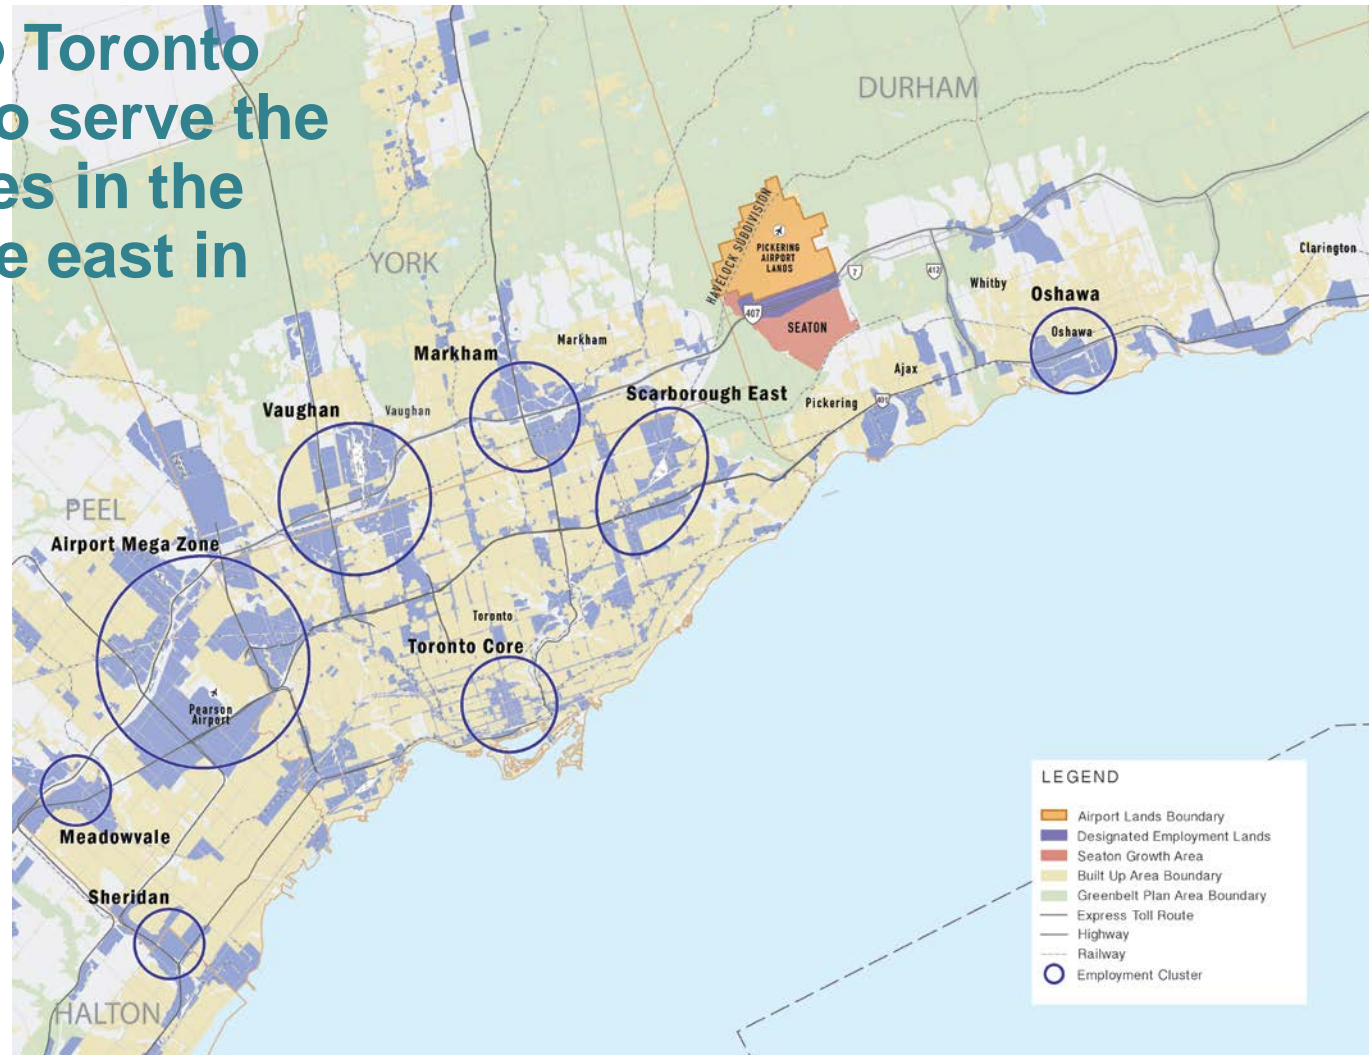 o Toronto
o serve the
es in the
e east in
DURHAM
YORK
PEEL
HALTON
HAVELOCK SUBDIVISION
PICKERING
AIRPORT
LANDS
SEATON
407
7
412
401
Whitby
Oshawa
Oshawa
Clarington
Ajax
Pickering
Markham
Markham
Scarborough East
Vaughan
Vaughan
Airport Mega Zone
Toronto
Toronto Core
Pearson
Airport
Meadowvale
Sheridan
LEGEND
Airport Lands Boundary
Designated Employment Lands
Seaton Growth Area
Built Up Area Boundary
Greenbelt Plan Area Boundary
Express Toll Route
Highway
Railway
Employment Cluster